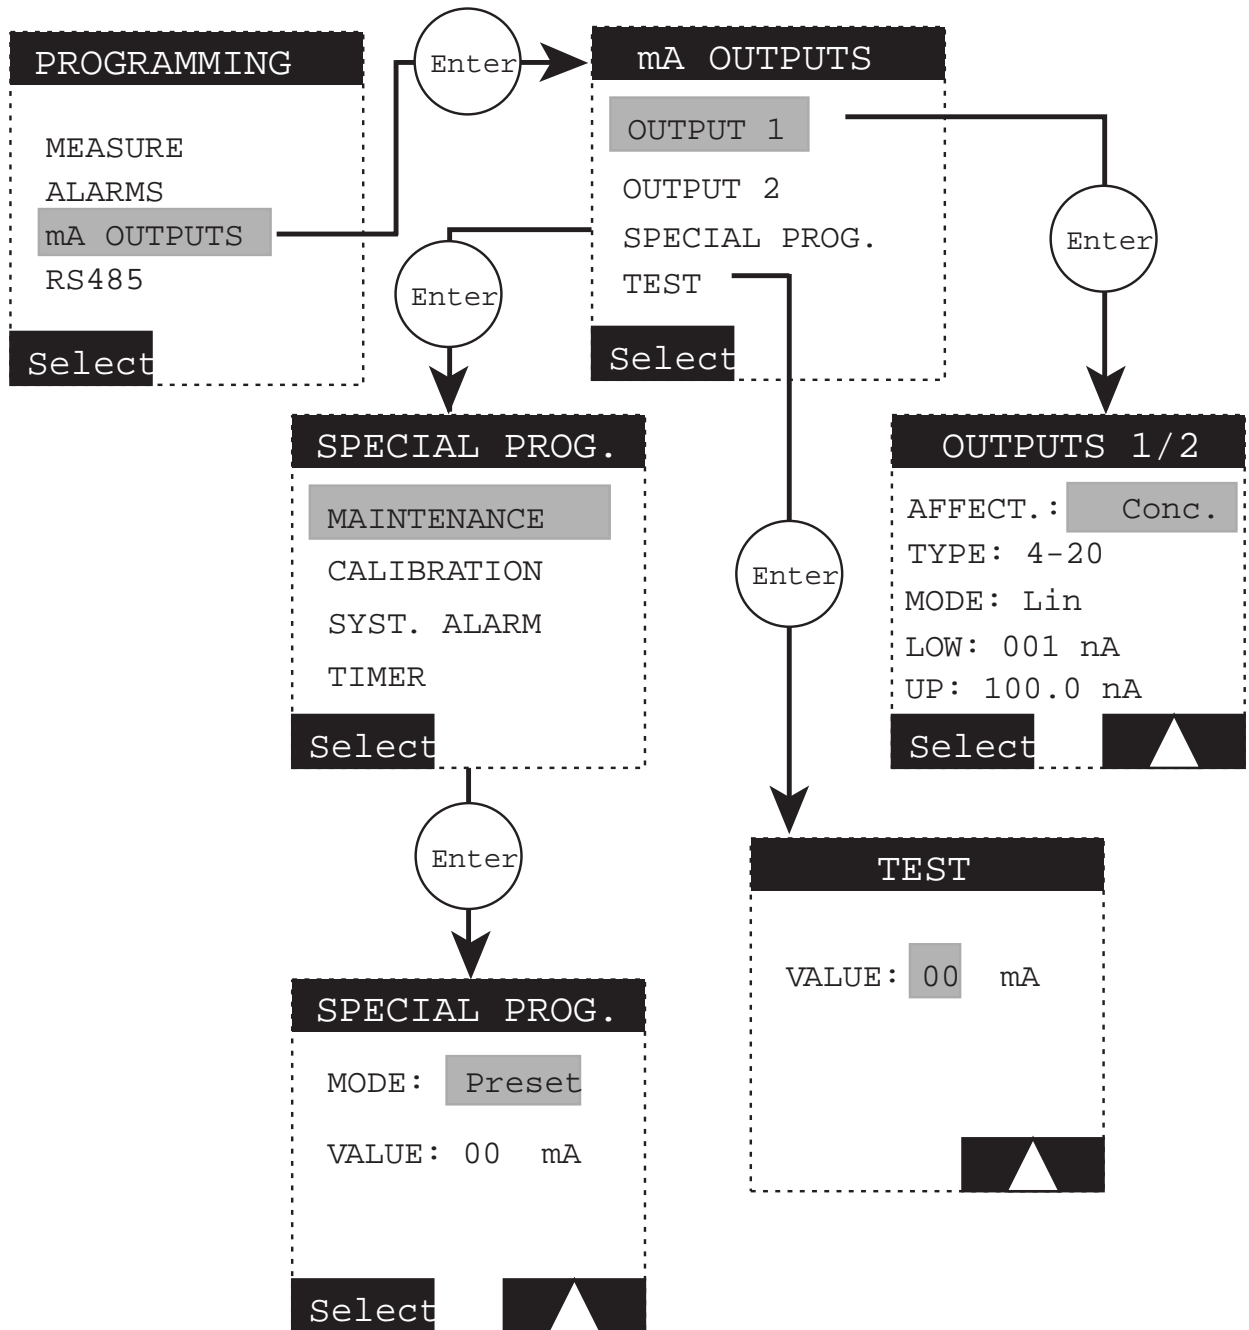 PROGRAMMING
MEASURE
ALARMS
mA OUTPUTS
RS485
Select
Enter
mA OUTPUTS
OUTPUT 1
OUTPUT 2
SPECIAL PROG.
TEST
Select
Enter
Enter
SPECIAL PROG.
MAINTENANCE
CALIBRATION
SYST. ALARM
TIMER
Select
Enter
OUTPUTS 1/2
AFFECT.: Conc.
TYPE: 4-20
MODE: Lin
LOW: 001 nA
UP: 100.0 nA
Select
Enter
SPECIAL PROG.
MODE: Preset
VALUE: 00 mA
Select
TEST
VALUE: 00 mA